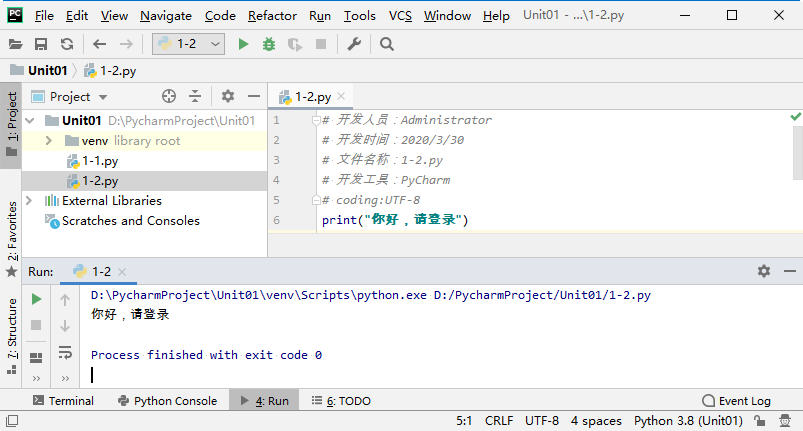 PC File Edit View Navigate Code Refactor Run Tools VCS Window Help Unit01 - ...\1-2.py
1-2
Unit01 1-2.py
1: Project
2: Favorites
7: Structure
Project
Unit01 D:\PycharmProject\Unit01
venv library root
1-1.py
1-2.py
External Libraries
Scratches and Consoles
1-2.py
1 # 开发人员：Administrator
2 # 开发时间：2020/3/30
3 # 文件名称：1-2.py
4 # 开发工具：PyCharm
5 # coding:UTF-8
6 print("你好，请登录")
Run: 1-2
D:\PycharmProject\Unit01\venv\Scripts\python.exe D:/PycharmProject/Unit01/1-2.py
你好，请登录
Process finished with exit code 0
Terminal Python Console 4: Run 6: TODO Event Log
5:1 CRLF UTF-8 4 spaces Python 3.8 (Unit01)